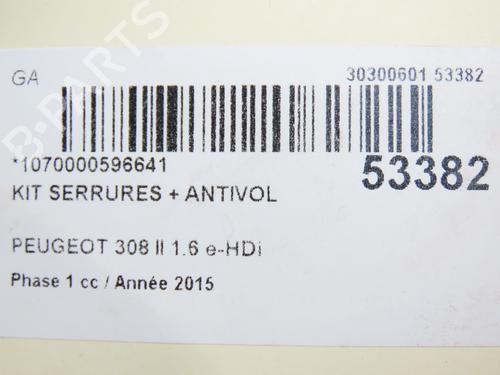 GA
30300601 53382
*1070000596641
53382
KIT SERRURES + ANTIVOL
PEUGEOT 308 II 1.6 e-HDi
Phase 1 cc / Année 2015
B-PARTS